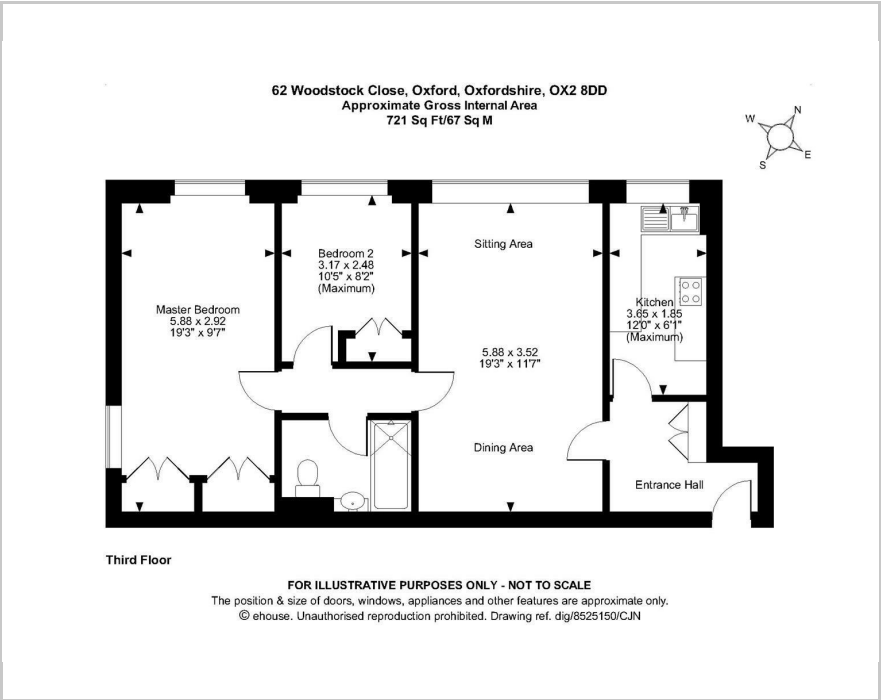 62 Woodstock Close, Oxford, Oxfordshire, OX2 8DD
Approximate Gross Internal Area
721 Sq Ft/67 Sq M
N
W
E
S
Sitting Area
Bedroom 2
3.17 x 2.48
10'5" x 8'2"
(Maximum)
Master Bedroom
5.88 x 2.92
19'3" x 9'7"
Kitchen
3.65 x 1.85
12'0" x 6'1"
(Maximum)
5.88 x 3.52
19'3" x 11'7"
Dining Area
Entrance Hall
Third Floor
FOR ILLUSTRATIVE PURPOSES ONLY - NOT TO SCALE
The position & size of doors, windows, appliances and other features are approximate only.
© ehouse. Unauthorised reproduction prohibited. Drawing ref. dig/8525150/CJN